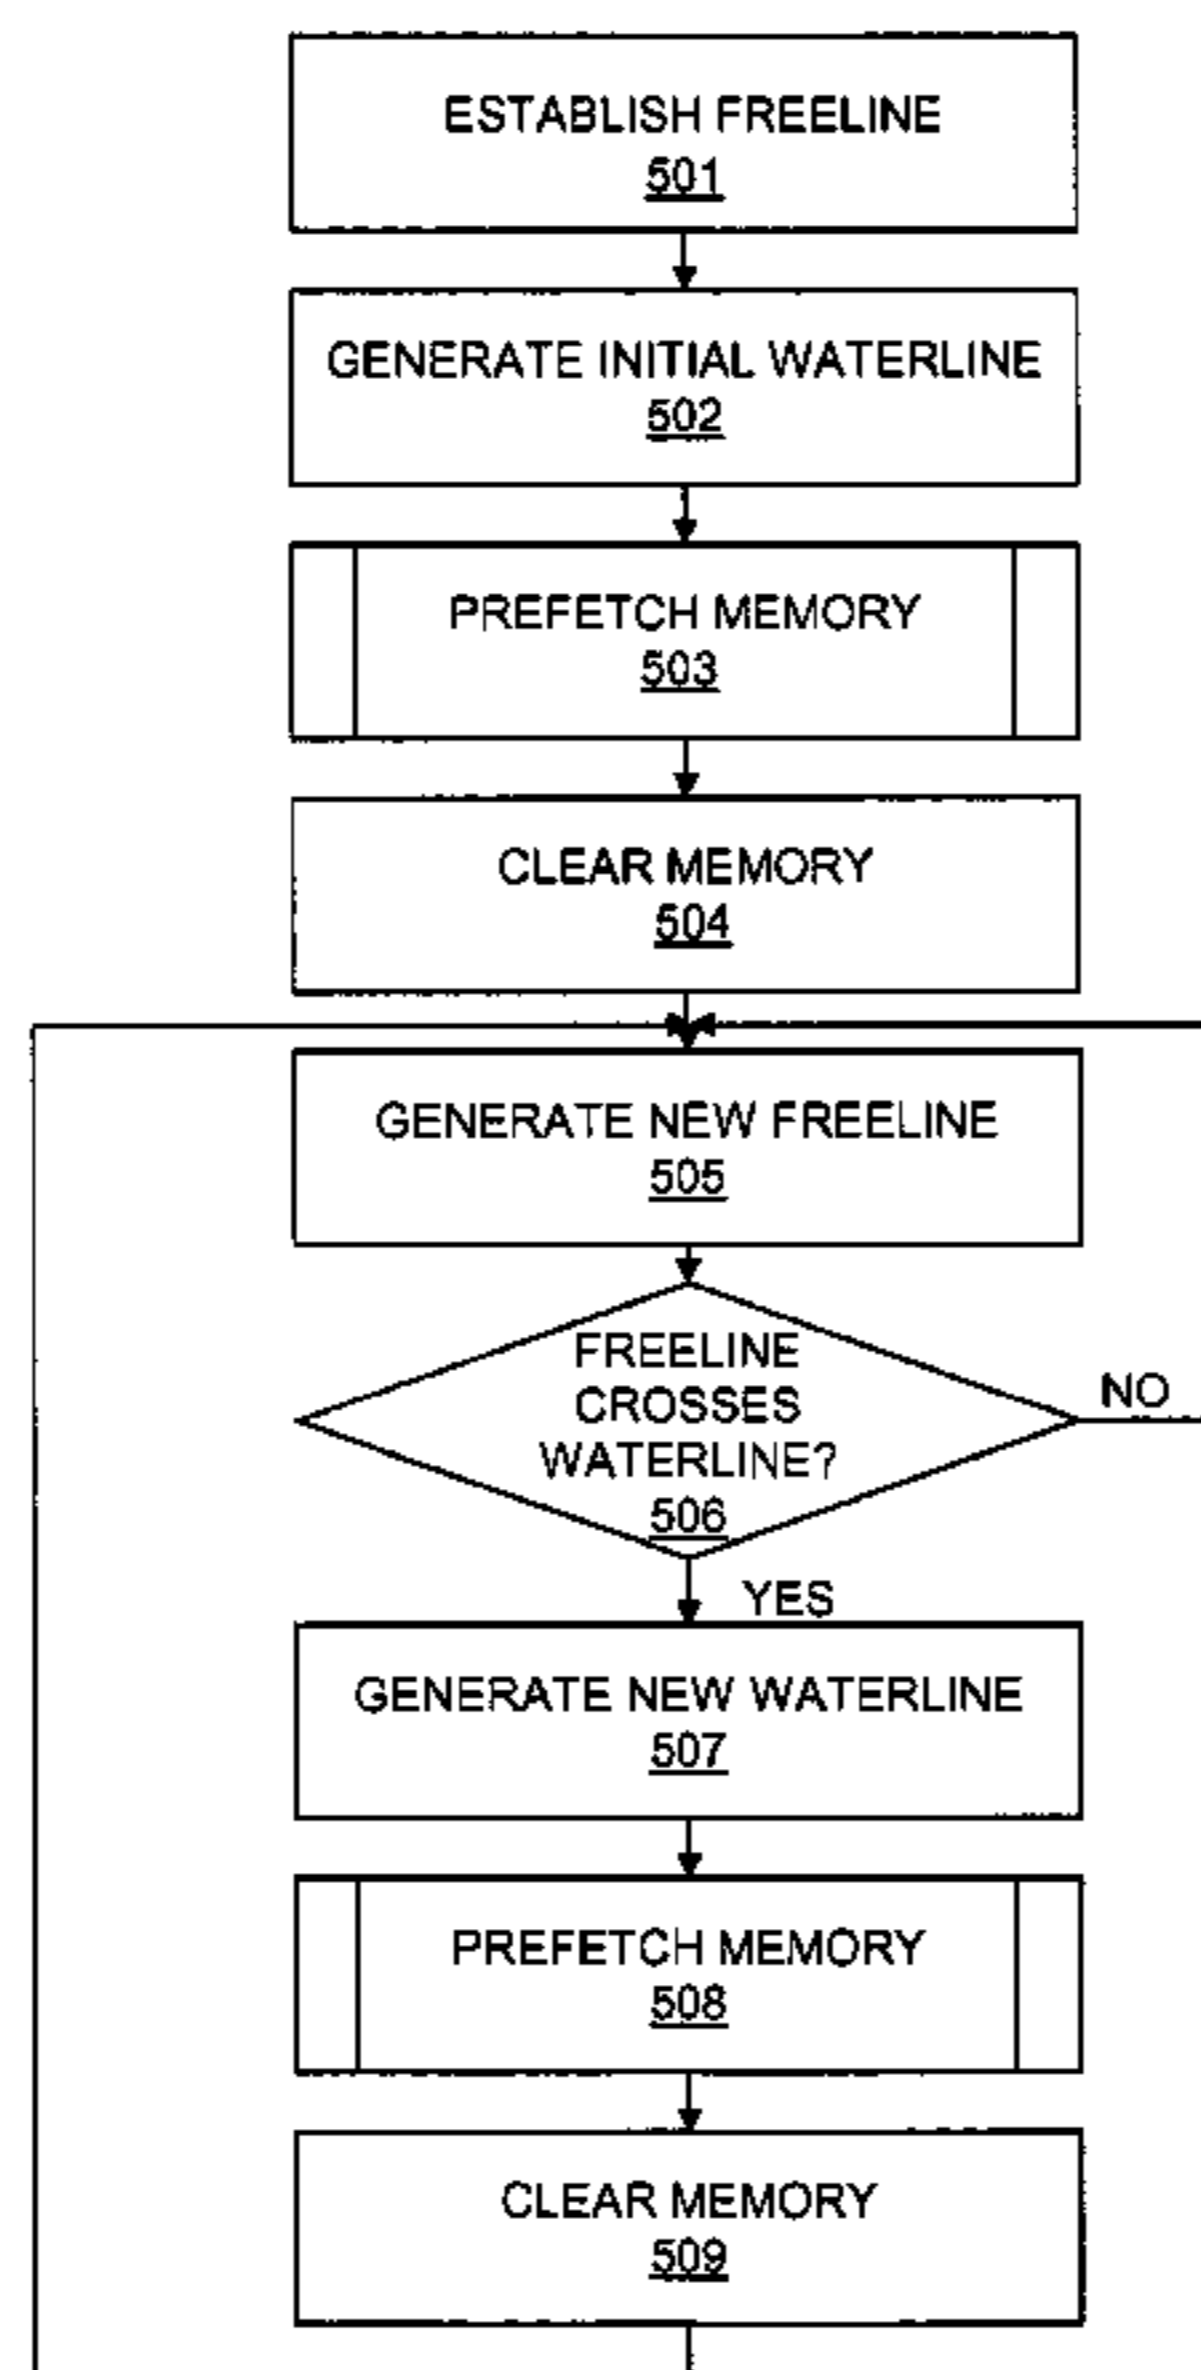 ESTABLISH FREELINE
501
GENERATE INITIAL WATERLINE
502
PREFETCH MEMORY
503
CLEAR MEMORY
504
GENERATE NEW FREELINE
505
FREELINE
CROSSES
WATERLINE?
506
NO
YES
GENERATE NEW WATERLINE
507
PREFETCH MEMORY
508
CLEAR MEMORY
509